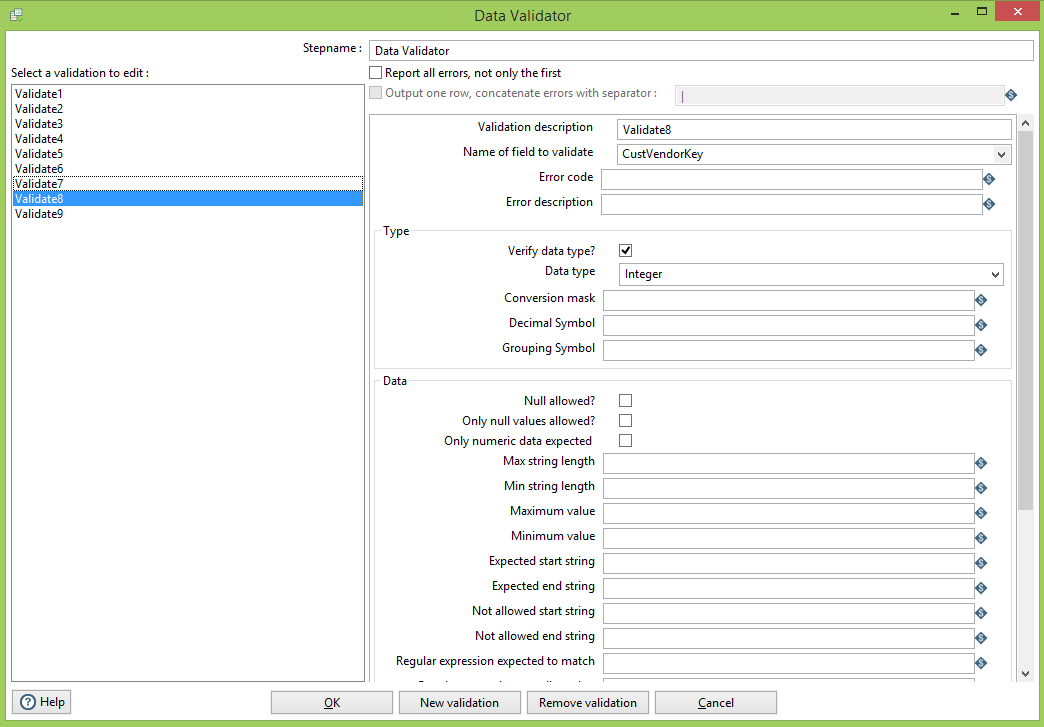 Data Validator
Stepname :
Data Validator
Select a validation to edit :
Report all errors, not only the first
Output one row, concatenate errors with separator :
|
Validate1
Validate2
Validate3
Validate4
Validate5
Validate6
Validate7
Validate8
Validate9
Validation description
Validate8
Name of field to validate
CustVendorKey
Error code
Error description
Type
Verify data type?
Data type
Integer
Conversion mask
Decimal Symbol
Grouping Symbol
Data
Null allowed?
Only null values allowed?
Only numeric data expected
Max string length
Min string length
Maximum value
Minimum value
Expected start string
Expected end string
Not allowed start string
Not allowed end string
Regular expression expected to match
Help
OK
New validation
Remove validation
Cancel